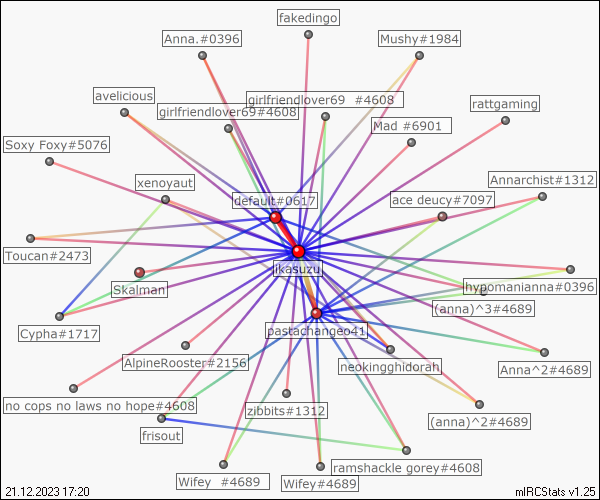 fakedingo
Anna.#0396
Mushy#1984
avelicious
girlfriendlover69 #4608
rattgaming
girlfriendlover69#4608
Mad #6901
Soxy Foxy#5076
xenoyaut
Annarchist#1312
default#0617
ace deucy#7097
Toucan#2473
jikasuzu
Skalman
hypomanianna#0396
(anna)^3#4689
Cypha#1717
pastachangeo41
AlpineRooster#2156
neokingghidorah
Anna^2#4689
no cops no laws no hope#4608
zibbits#1312
(anna)^2#4689
frisout
ramshackle gorey#4608
Wifey #4689
Wifey#4689
21.12.2023 17:20
mIRCStats v1.25